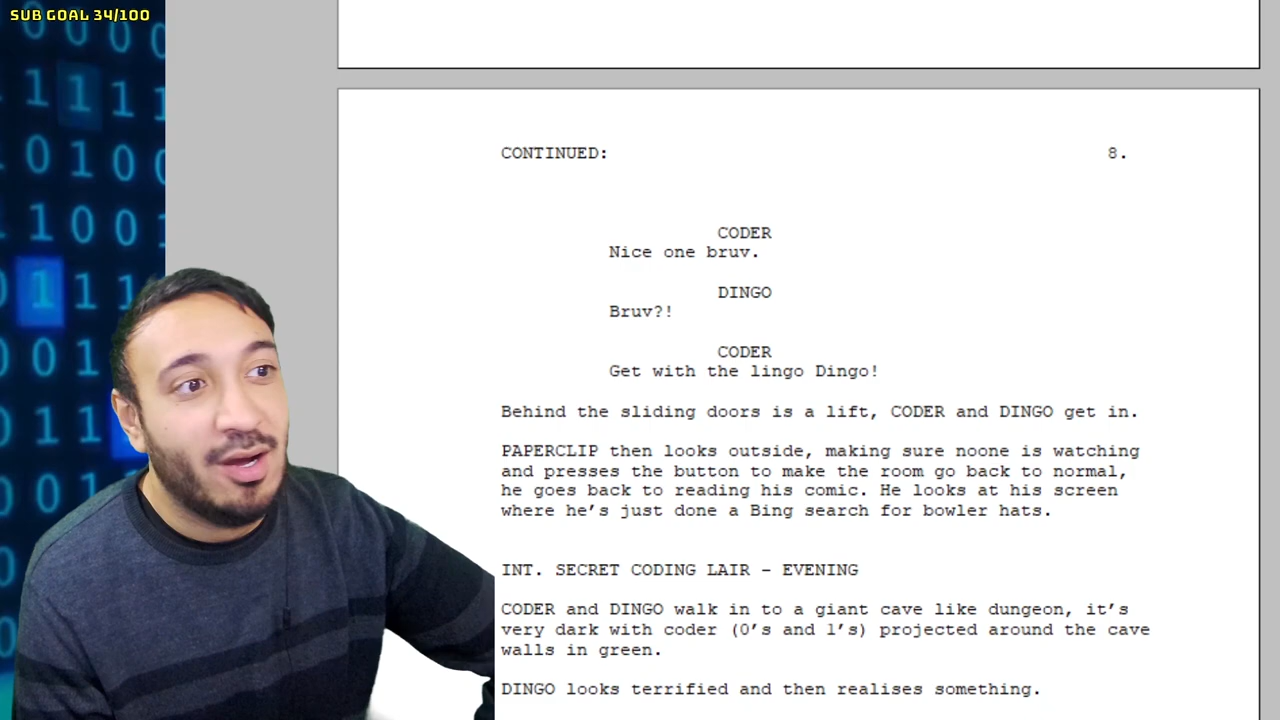 SUB GOAL 34/100
CONTINUED:
8.
CODER
Nice one bruv.
DINGO
Bruv?!
CODER
Get with the lingo Dingo!
Behind the sliding doors is a lift, CODER and DINGO get in.
PAPERCLIP then looks outside, making sure noone is watching
and presses the button to make the room go back to normal,
he goes back to reading his comic. He looks at his screen
where he's just done a Bing search for bowler hats.
INT. SECRET CODING LAIR - EVENING
CODER and DINGO walk in to a giant cave like dungeon, it's
very dark with coder (0's and 1's) projected around the cave
walls in green.
DINGO looks terrified and then realises something.